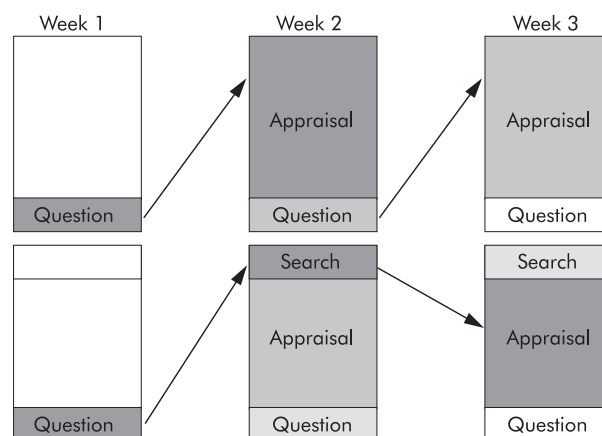 Week 1
Week 2
Week 3
Appraisal
Appraisal
Question
Question
Question
Search
Search
Appraisal
Appraisal
Question
Question
Question